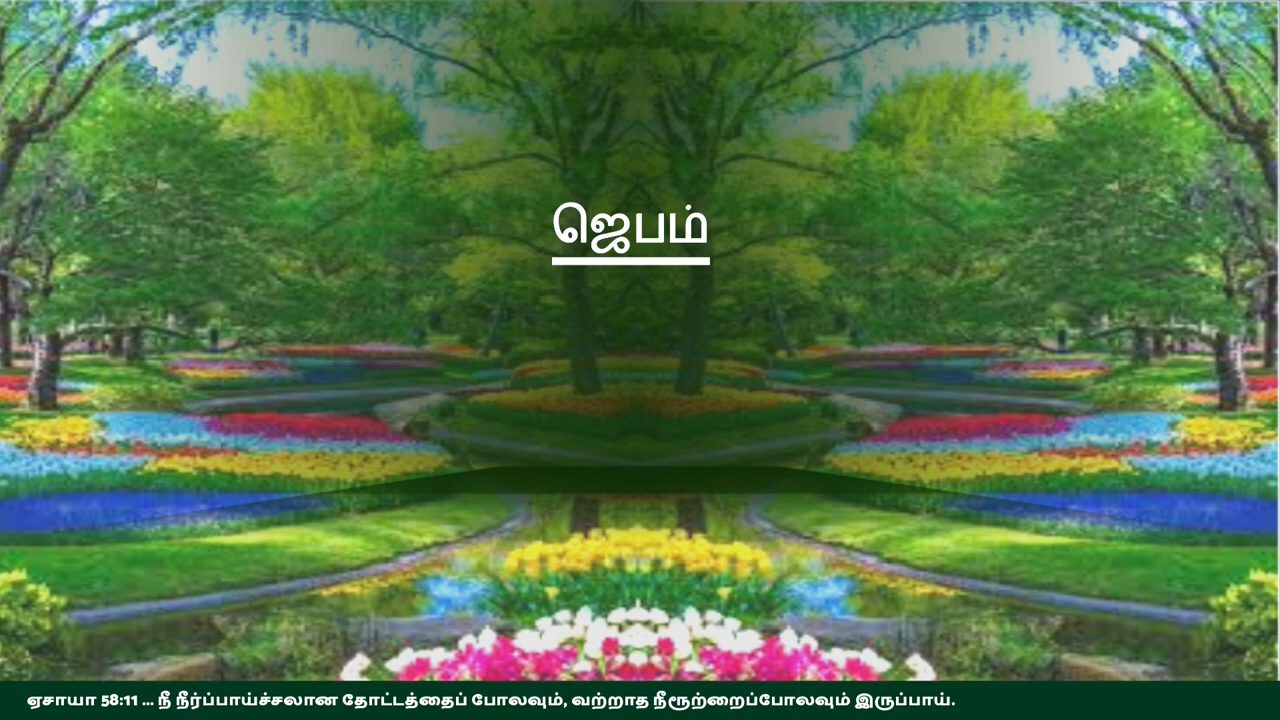 ஜெபம்
ஏசாயா 58:11 ... நீ நீர்ப்பாய்ச்சலான தோட்டத்தைப் போலவும், வற்றாத நீரூற்றைப்போலவும் இருப்பாய்.